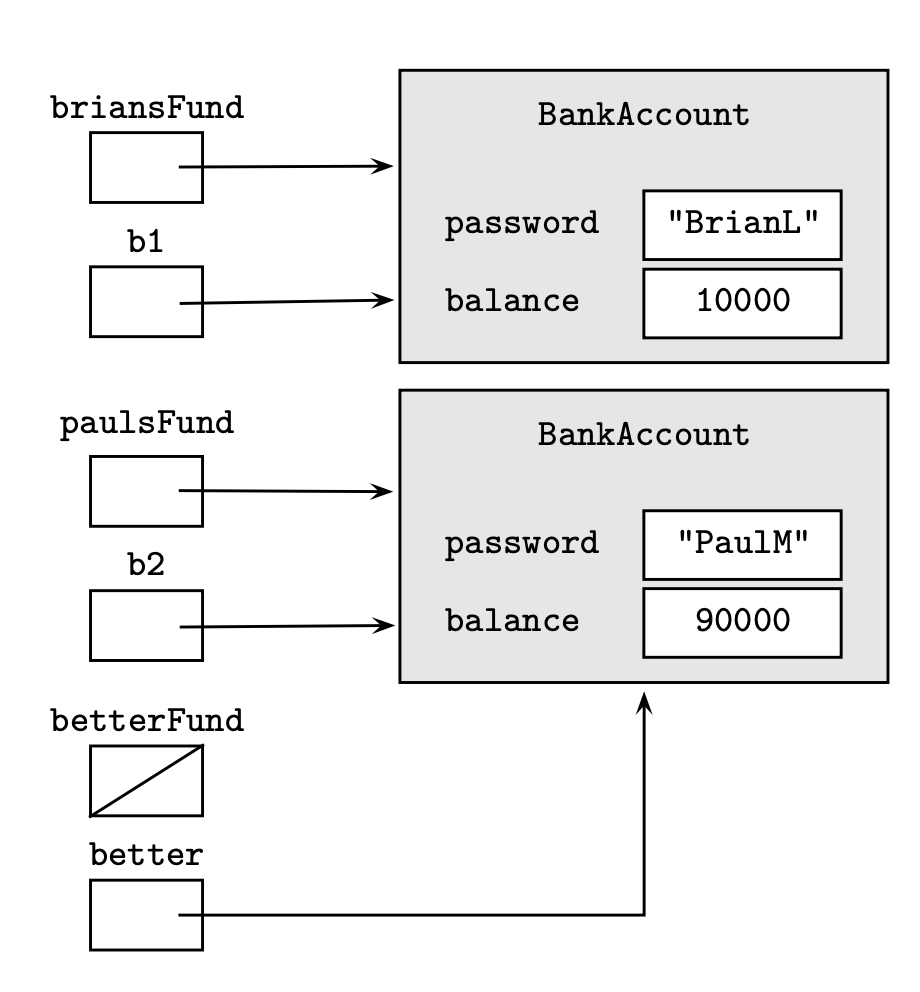 briansFund
BankAccount
b1
password "BrianL"
balance 10000
paulsFund
BankAccount
b2
password "PaulM"
balance 90000
betterFund
better